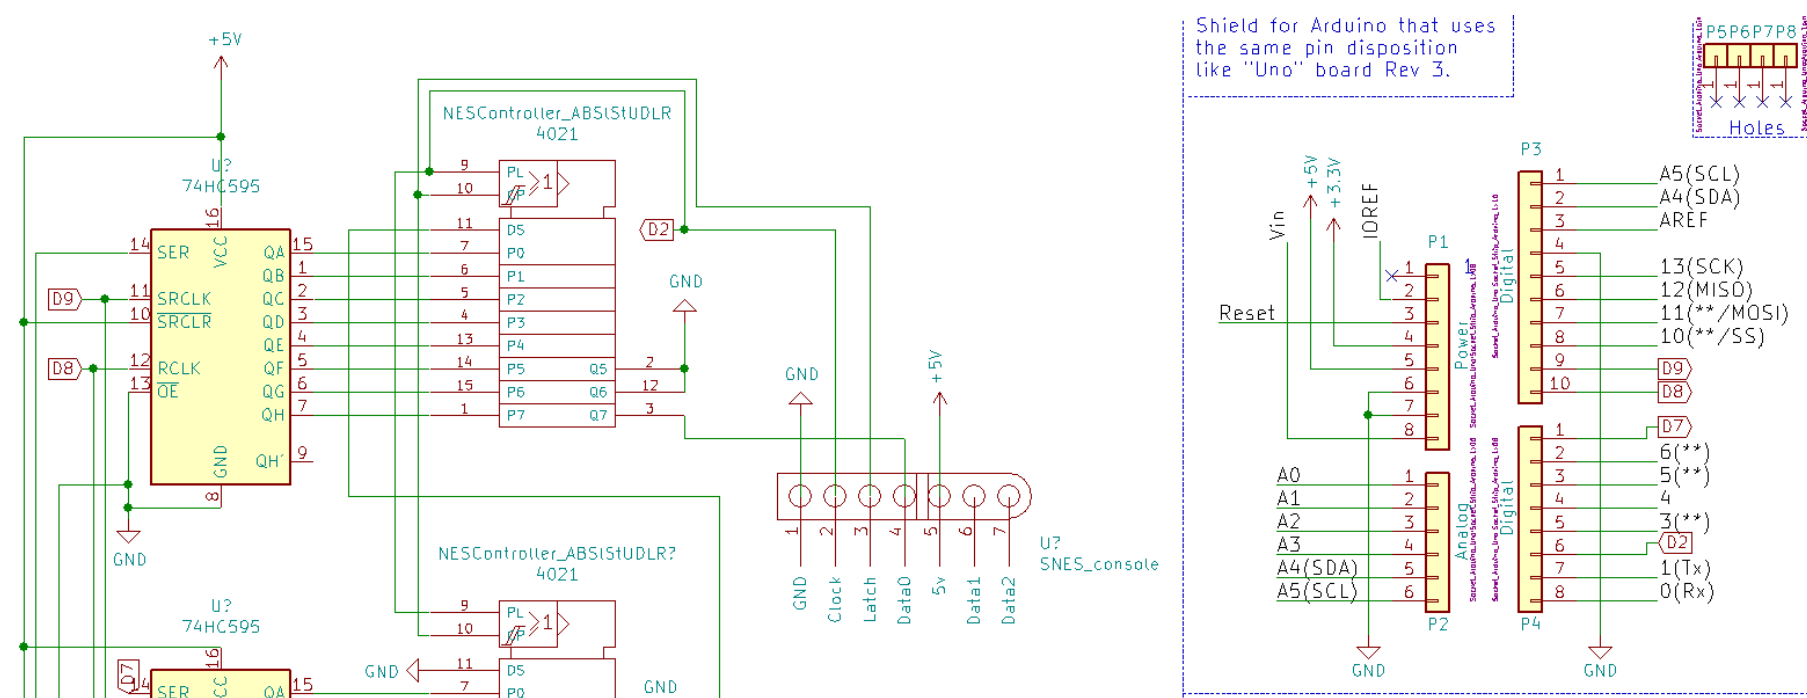 +5V
U?
74HC595
16
VCC
14 SER QA 15
QB 1
D9 11 SRCLK QC 2
10 SRCLR QD 3
QE 4
D8 12 RCLK QF 5
13 OE QG 6
QH 7
GND QH' 9
8
GND
NESController_ABSlStUDLR
4021
9 PL
10 CP
≥1
11 DS
7 P0
6 P1
5 P2
4 P3
13 P4
14 P5 Q5 2
15 P6 Q6 12
1 P7 Q7 3
D2
GND
GND
+5V
1 2 3 4 5 6 7
GND
Clock
Latch
Data0
5v
Data1
Data2
U?
SNES_console
NESController_ABSlStUDLR?
4021
9 PL
10 CP
≥1
GND 11 DS
7 P0
GND
U?
74HC595
16
CC
D7
14 SER QA 15
Shield for Arduino that uses
the same pin disposition
like "Uno" board Rev 3.
P5P6P7P8
1 1 1 1
Holes
Vin
+5V
+3.3V
IOREF
Reset
P1
1
1
2
3
4
5
6
7
8
Power
A0 1
A1 2
A2 3
A3 4
A4(SDA) 5
A5(SCL) 6
Analog
P2
GND
P3
Digital
1 A5(SCL)
2 A4(SDA)
3 AREF
4
5 13(SCK)
6 12(MISO)
7 11(**/MOSI)
8 10(**/SS)
9 D9
10 D8
1 D7
2 6(**)
3 5(**)
4 4
5 3(**)
6 D2
7 1(Tx)
8 0(Rx)
Digital
P4
GND